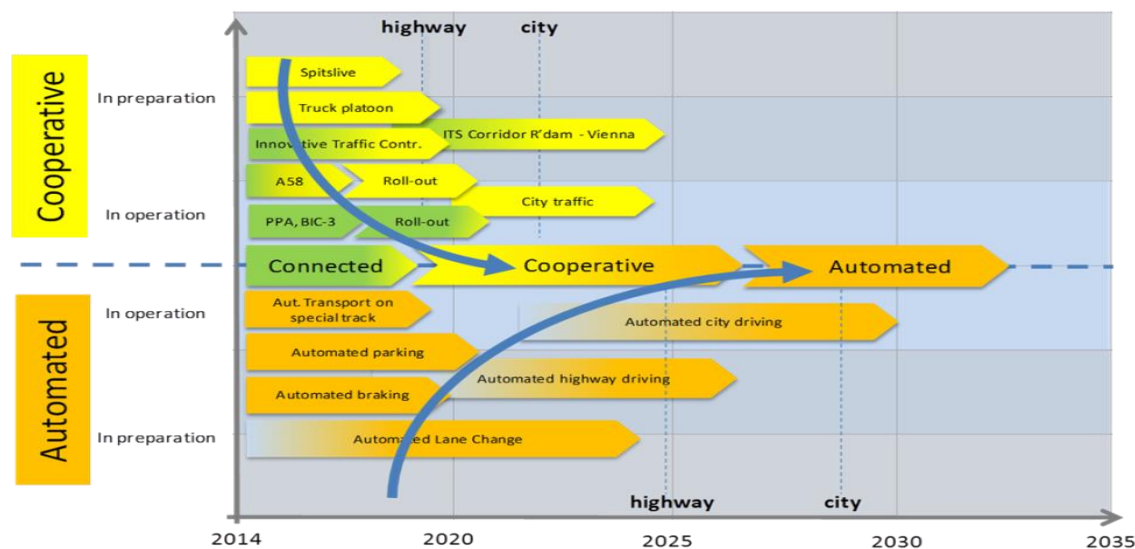 highway
city
Cooperative
In preparation
Spitslive
Truck platoon
ITS Corridor R'dam - Vienna
Innovative Traffic Contr.
A58
Roll-out
City traffic
In operation
PPA, BIC-3
Roll-out
Connected
Cooperative
Automated
Automated
In operation
Aut. Transport on
special track
Automated city driving
Automated parking
Automated highway driving
Automated braking
In preparation
Automated Lane Change
highway
city
2014
2020
2025
2030
2035